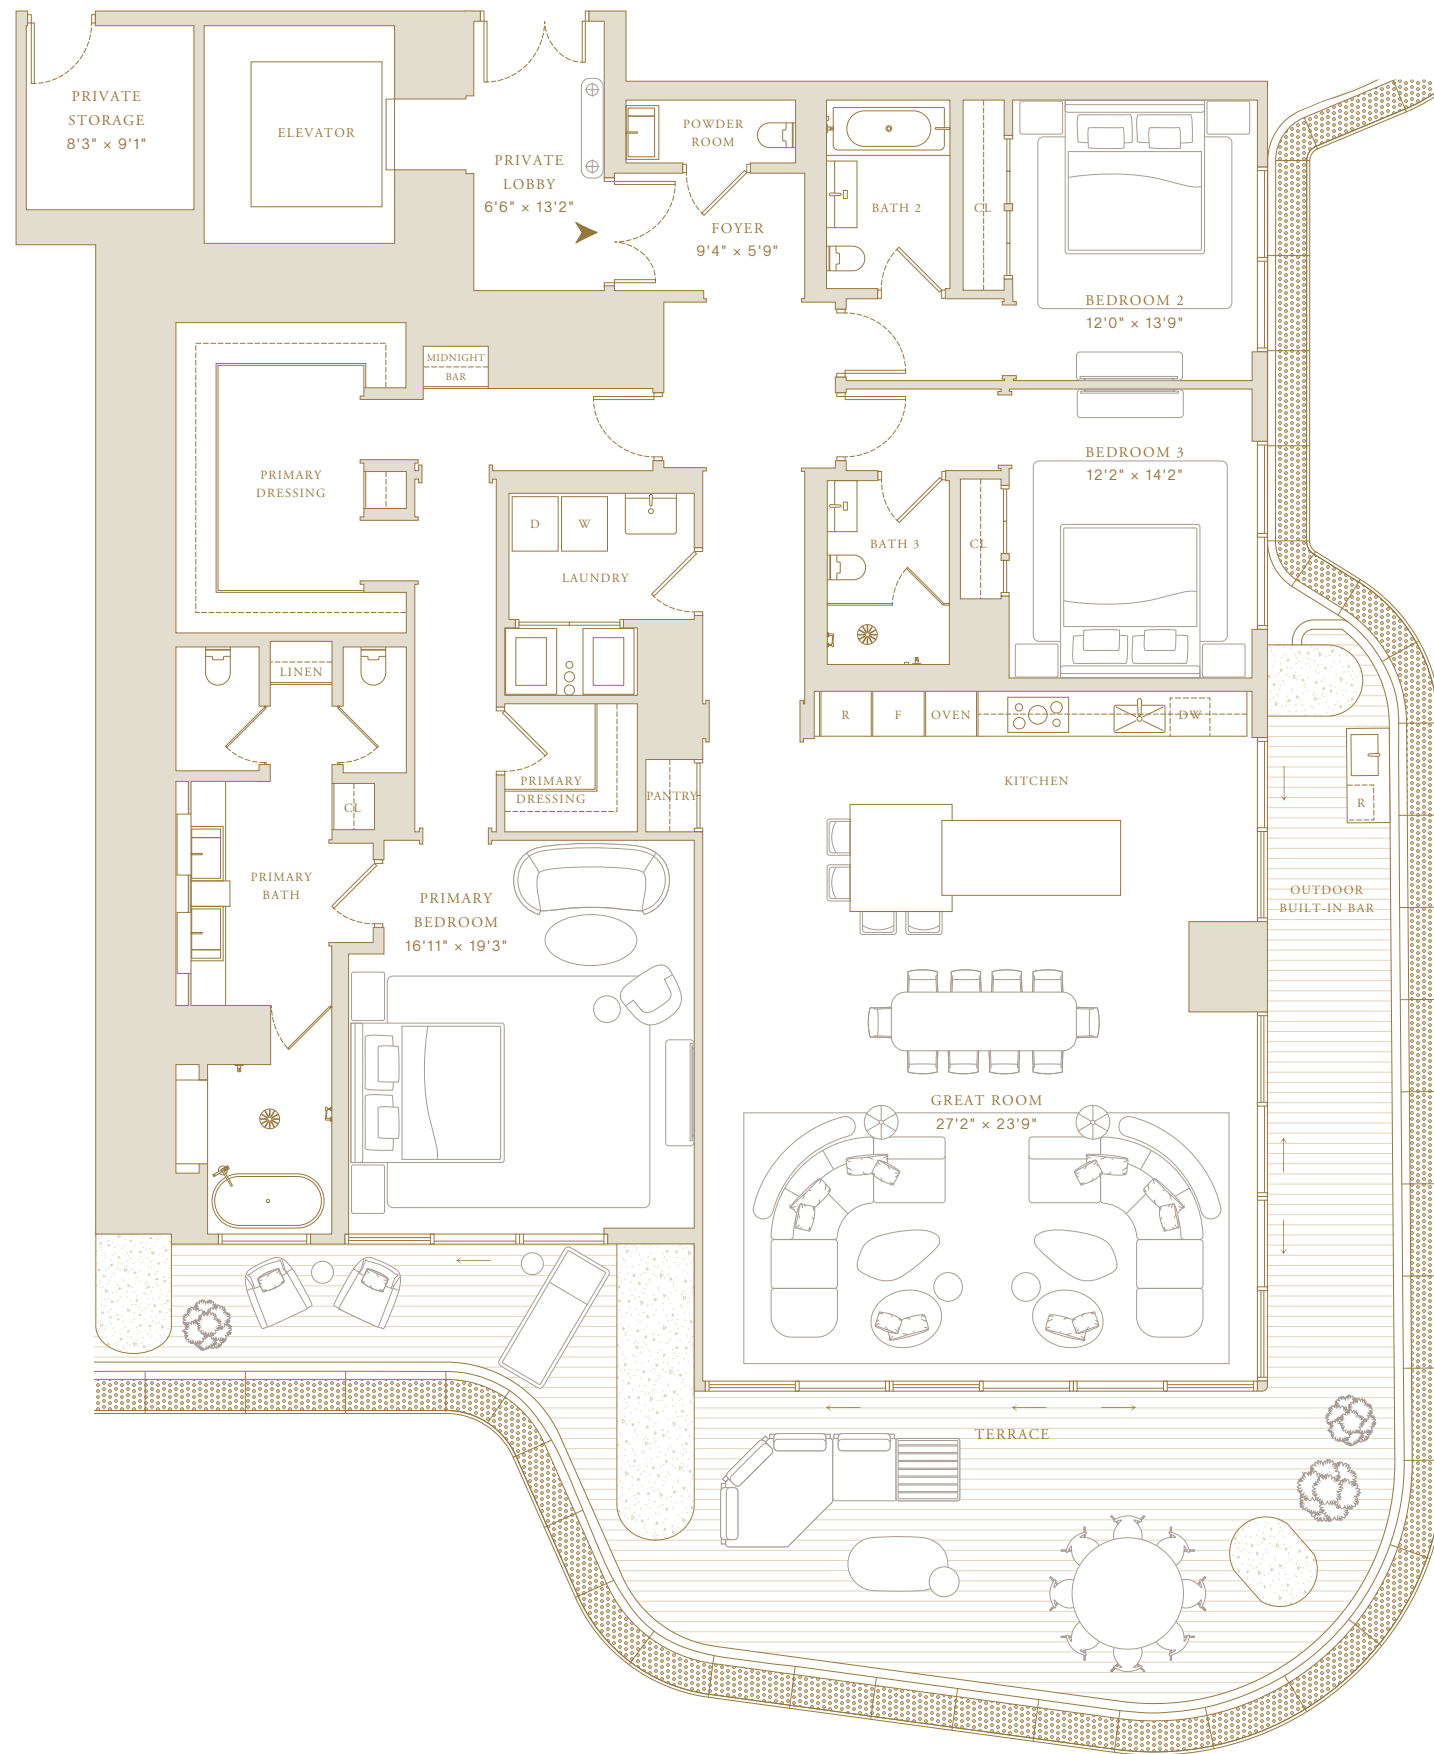 PRIVATE
STORAGE
8'3" × 9'1"
ELEVATOR
PRIVATE
LOBBY
6'6" × 13'2"
POWDER
ROOM
FOYER
9'4" × 5'9"
BATH 2
CL
BEDROOM 2
12'0" × 13'9"
MIDNIGHT
BAR
PRIMARY
DRESSING
BEDROOM 3
12'2" × 14'2"
D
W
LAUNDRY
BATH 3
CL
LINEN
R
F
OVEN
DW
PRIMARY
DRESSING
PANTRY
KITCHEN
CL
R
PRIMARY
BATH
PRIMARY
BEDROOM
16'11" × 19'3"
OUTDOOR
BUILT-IN BAR
GREAT ROOM
27'2" × 23'9"
TERRACE